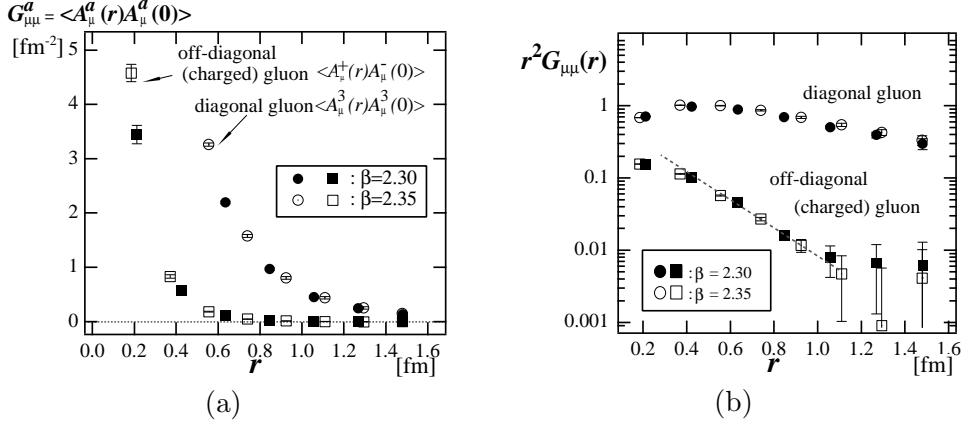 G^a_μμ = <A^a_μ(r)A^a_μ(0)>
[fm^-2]
5
4
3
2
1
0
off-diagonal
(charged) gluon <A^+_μ(r)A^-_μ(0)>
diagonal gluon <A^3_μ(r)A^3_μ(0)>
: β=2.30
: β=2.35
0.0 0.2 0.4 0.6 0.8 1.0 1.2 1.4 1.6
r [fm]
(a)
r^2G_μμ(r)
1
0.1
0.01
0.001
diagonal gluon
off-diagonal
(charged) gluon
: β = 2.30
: β = 2.35
0.2 0.4 0.6 0.8 1.0 1.2 1.4 1.6
r [fm]
(b)